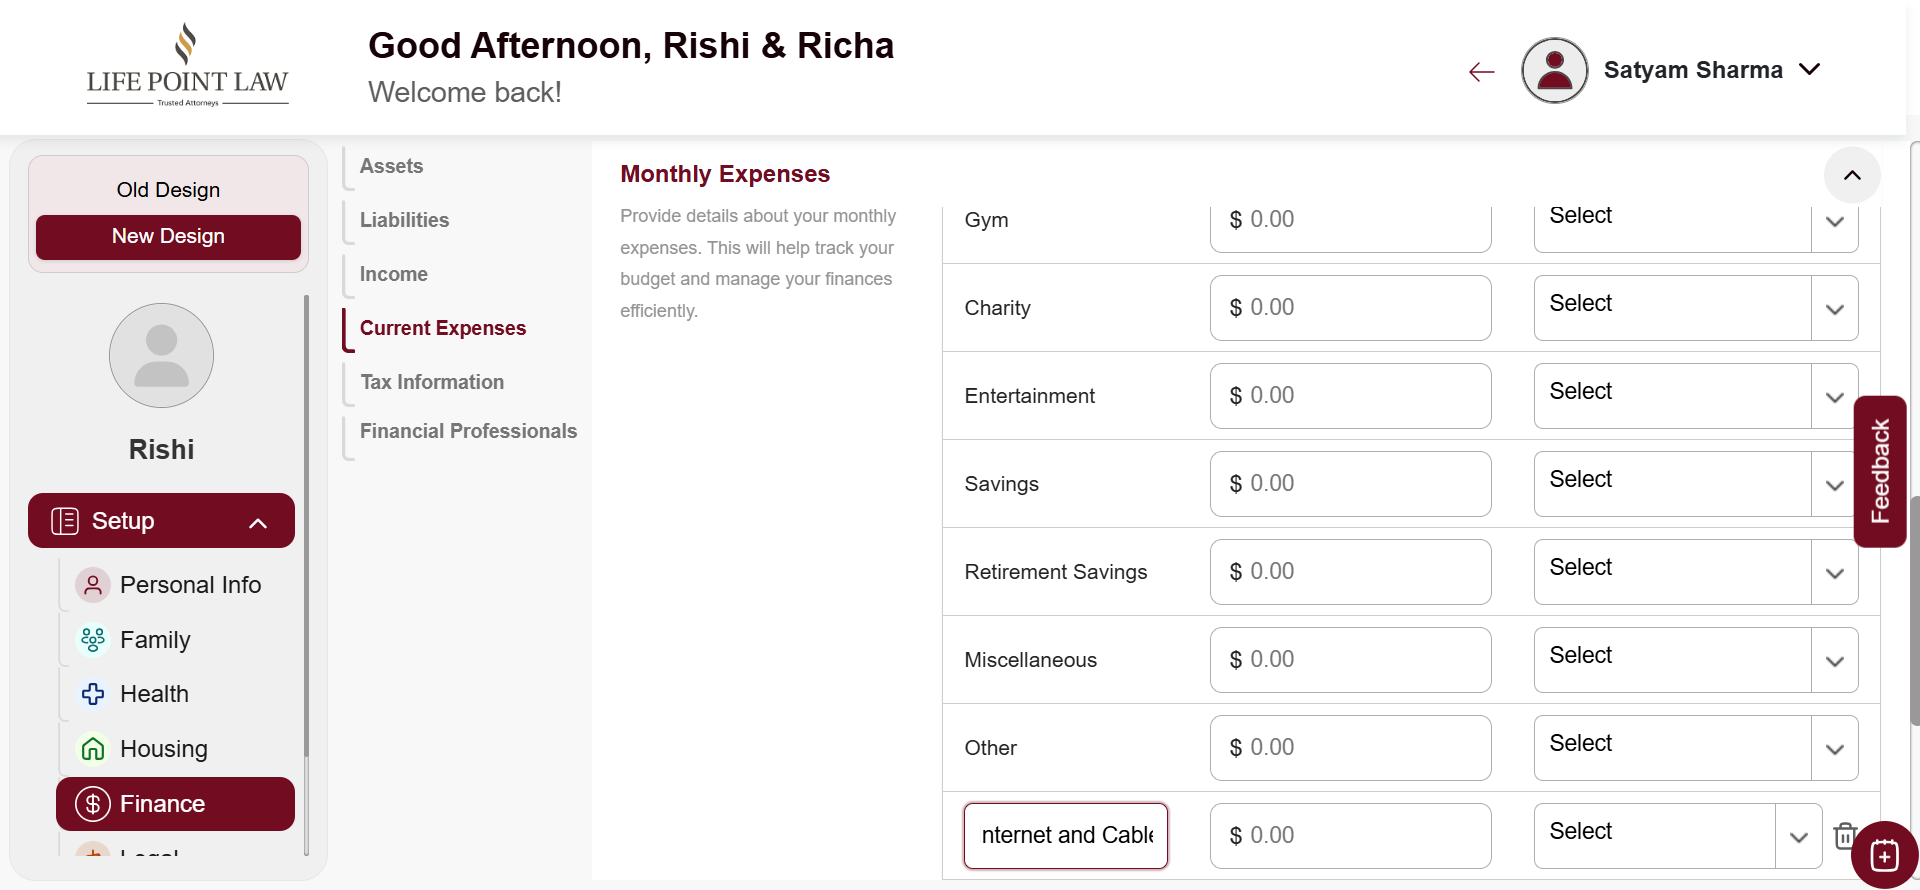 LIFE POINT LAW
Trusted Attorneys
Good Afternoon, Rishi & Richa
Welcome back!
Satyam Sharma
Old Design
New Design
Rishi
Setup
Personal Info
Family
Health
Housing
Finance
Assets
Liabilities
Income
Current Expenses
Tax Information
Financial Professionals
Monthly Expenses
Provide details about your monthly
expenses. This will help track your
budget and manage your finances
efficiently.
Gym $ 0.00 Select
Charity $ 0.00 Select
Entertainment $ 0.00 Select
Savings $ 0.00 Select
Retirement Savings $ 0.00 Select
Miscellaneous $ 0.00 Select
Other $ 0.00 Select
nternet and Cable $ 0.00 Select
Feedback